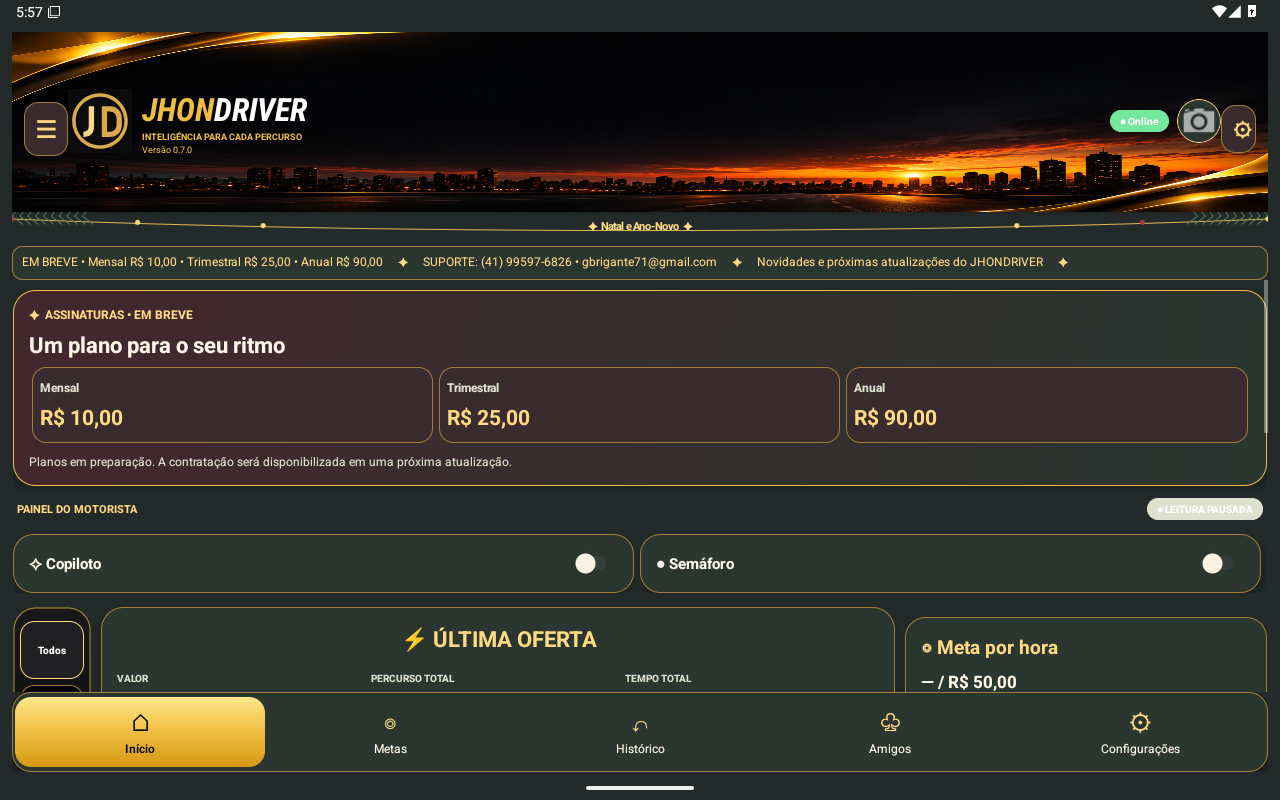 5:57
JD
JHONDRIVER
INTELIGÊNCIA PARA CADA PERCURSO
Versão 0.7.0
● Online
✦ Natal e Ano-Novo ✦
EM BREVE • Mensal R$ 10,00 • Trimestral R$ 25,00 • Anual R$ 90,00 ✦ SUPORTE: (41) 99597-6826 • gbrigante71@gmail.com ✦ Novidades e próximas atualizações do JHONDRIVER ✦
✦ ASSINATURAS • EM BREVE
Um plano para o seu ritmo
Mensal
R$ 10,00
Trimestral
R$ 25,00
Anual
R$ 90,00
Planos em preparação. A contratação será disponibilizada em uma próxima atualização.
PAINEL DO MOTORISTA
● LEITURA PAUSADA
✧ Copiloto
● Semáforo
Todos
⚡ ÚLTIMA OFERTA
VALOR
PERCURSO TOTAL
TEMPO TOTAL
Meta por hora
— / R$ 50,00
Início
Metas
Histórico
Amigos
Configurações